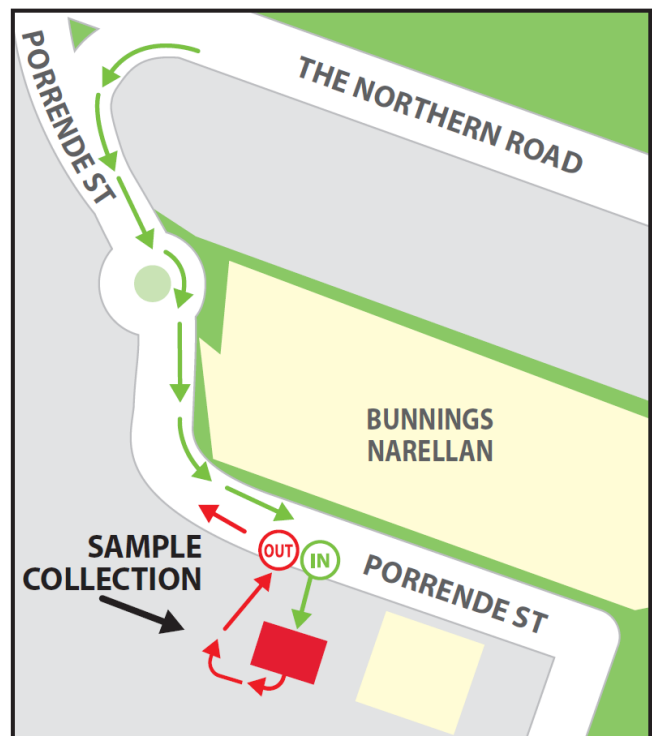 PORRENDE ST
THE NORTHERN ROAD
BUNNINGS
NARELLAN
SAMPLE
COLLECTION
OUT
IN
PORRENDE ST